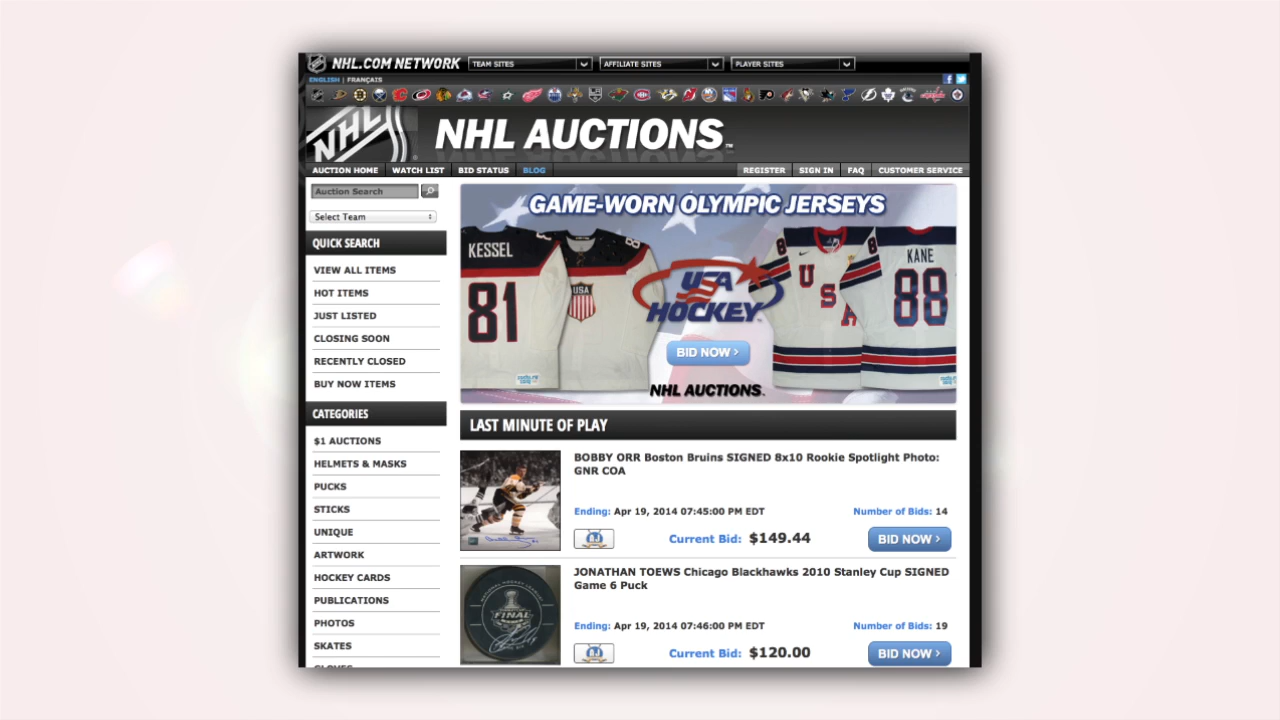 NHL.COM NETWORK
TEAM SITES
AFFILIATE SITES
PLAYER SITES
ENGLISH | FRANÇAIS
NHL
NHL AUCTIONS™
AUCTION HOME
WATCH LIST
BID STATUS
BLOG
REGISTER
SIGN IN
FAQ
CUSTOMER SERVICE
Auction Search
Select Team
QUICK SEARCH
VIEW ALL ITEMS
HOT ITEMS
JUST LISTED
CLOSING SOON
RECENTLY CLOSED
BUY NOW ITEMS
CATEGORIES
$1 AUCTIONS
HELMETS & MASKS
PUCKS
STICKS
UNIQUE
ARTWORK
HOCKEY CARDS
PUBLICATIONS
PHOTOS
SKATES
GLOVES
GAME-WORN OLYMPIC JERSEYS
KESSEL
81
USA
USA
HOCKEY™
USA
KANE
88
BID NOW ›
NHL AUCTIONS.
LAST MINUTE OF PLAY
BOBBY ORR Boston Bruins SIGNED 8x10 Rookie Spotlight Photo:
GNR COA
Ending: Apr 19, 2014 07:45:00 PM EDT
Number of Bids: 14
Current Bid: $149.44
BID NOW ›
JONATHAN TOEWS Chicago Blackhawks 2010 Stanley Cup SIGNED
Game 6 Puck
FINAL
Ending: Apr 19, 2014 07:46:00 PM EDT
Number of Bids: 19
Current Bid: $120.00
BID NOW ›